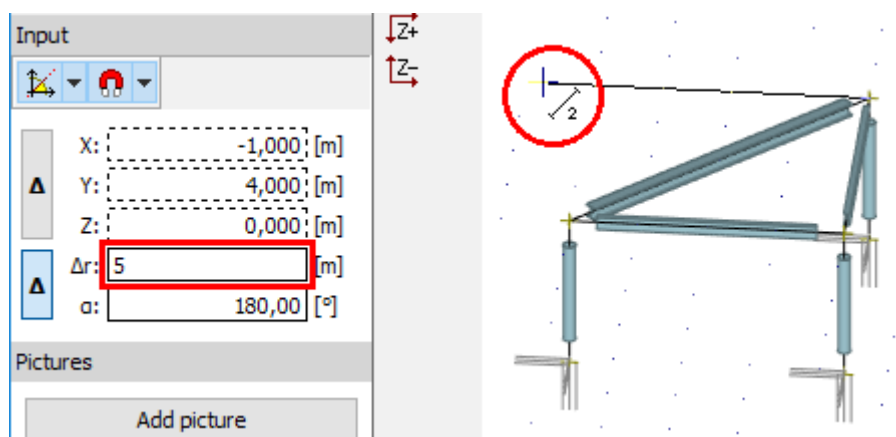 Input
X: -1,000 [m]
Y: 4,000 [m]
Z: 0,000 [m]
Δr: 5 [m]
α: 180,00 [°]
Δ
Δ
Pictures
Add picture
Z+
Z-
2